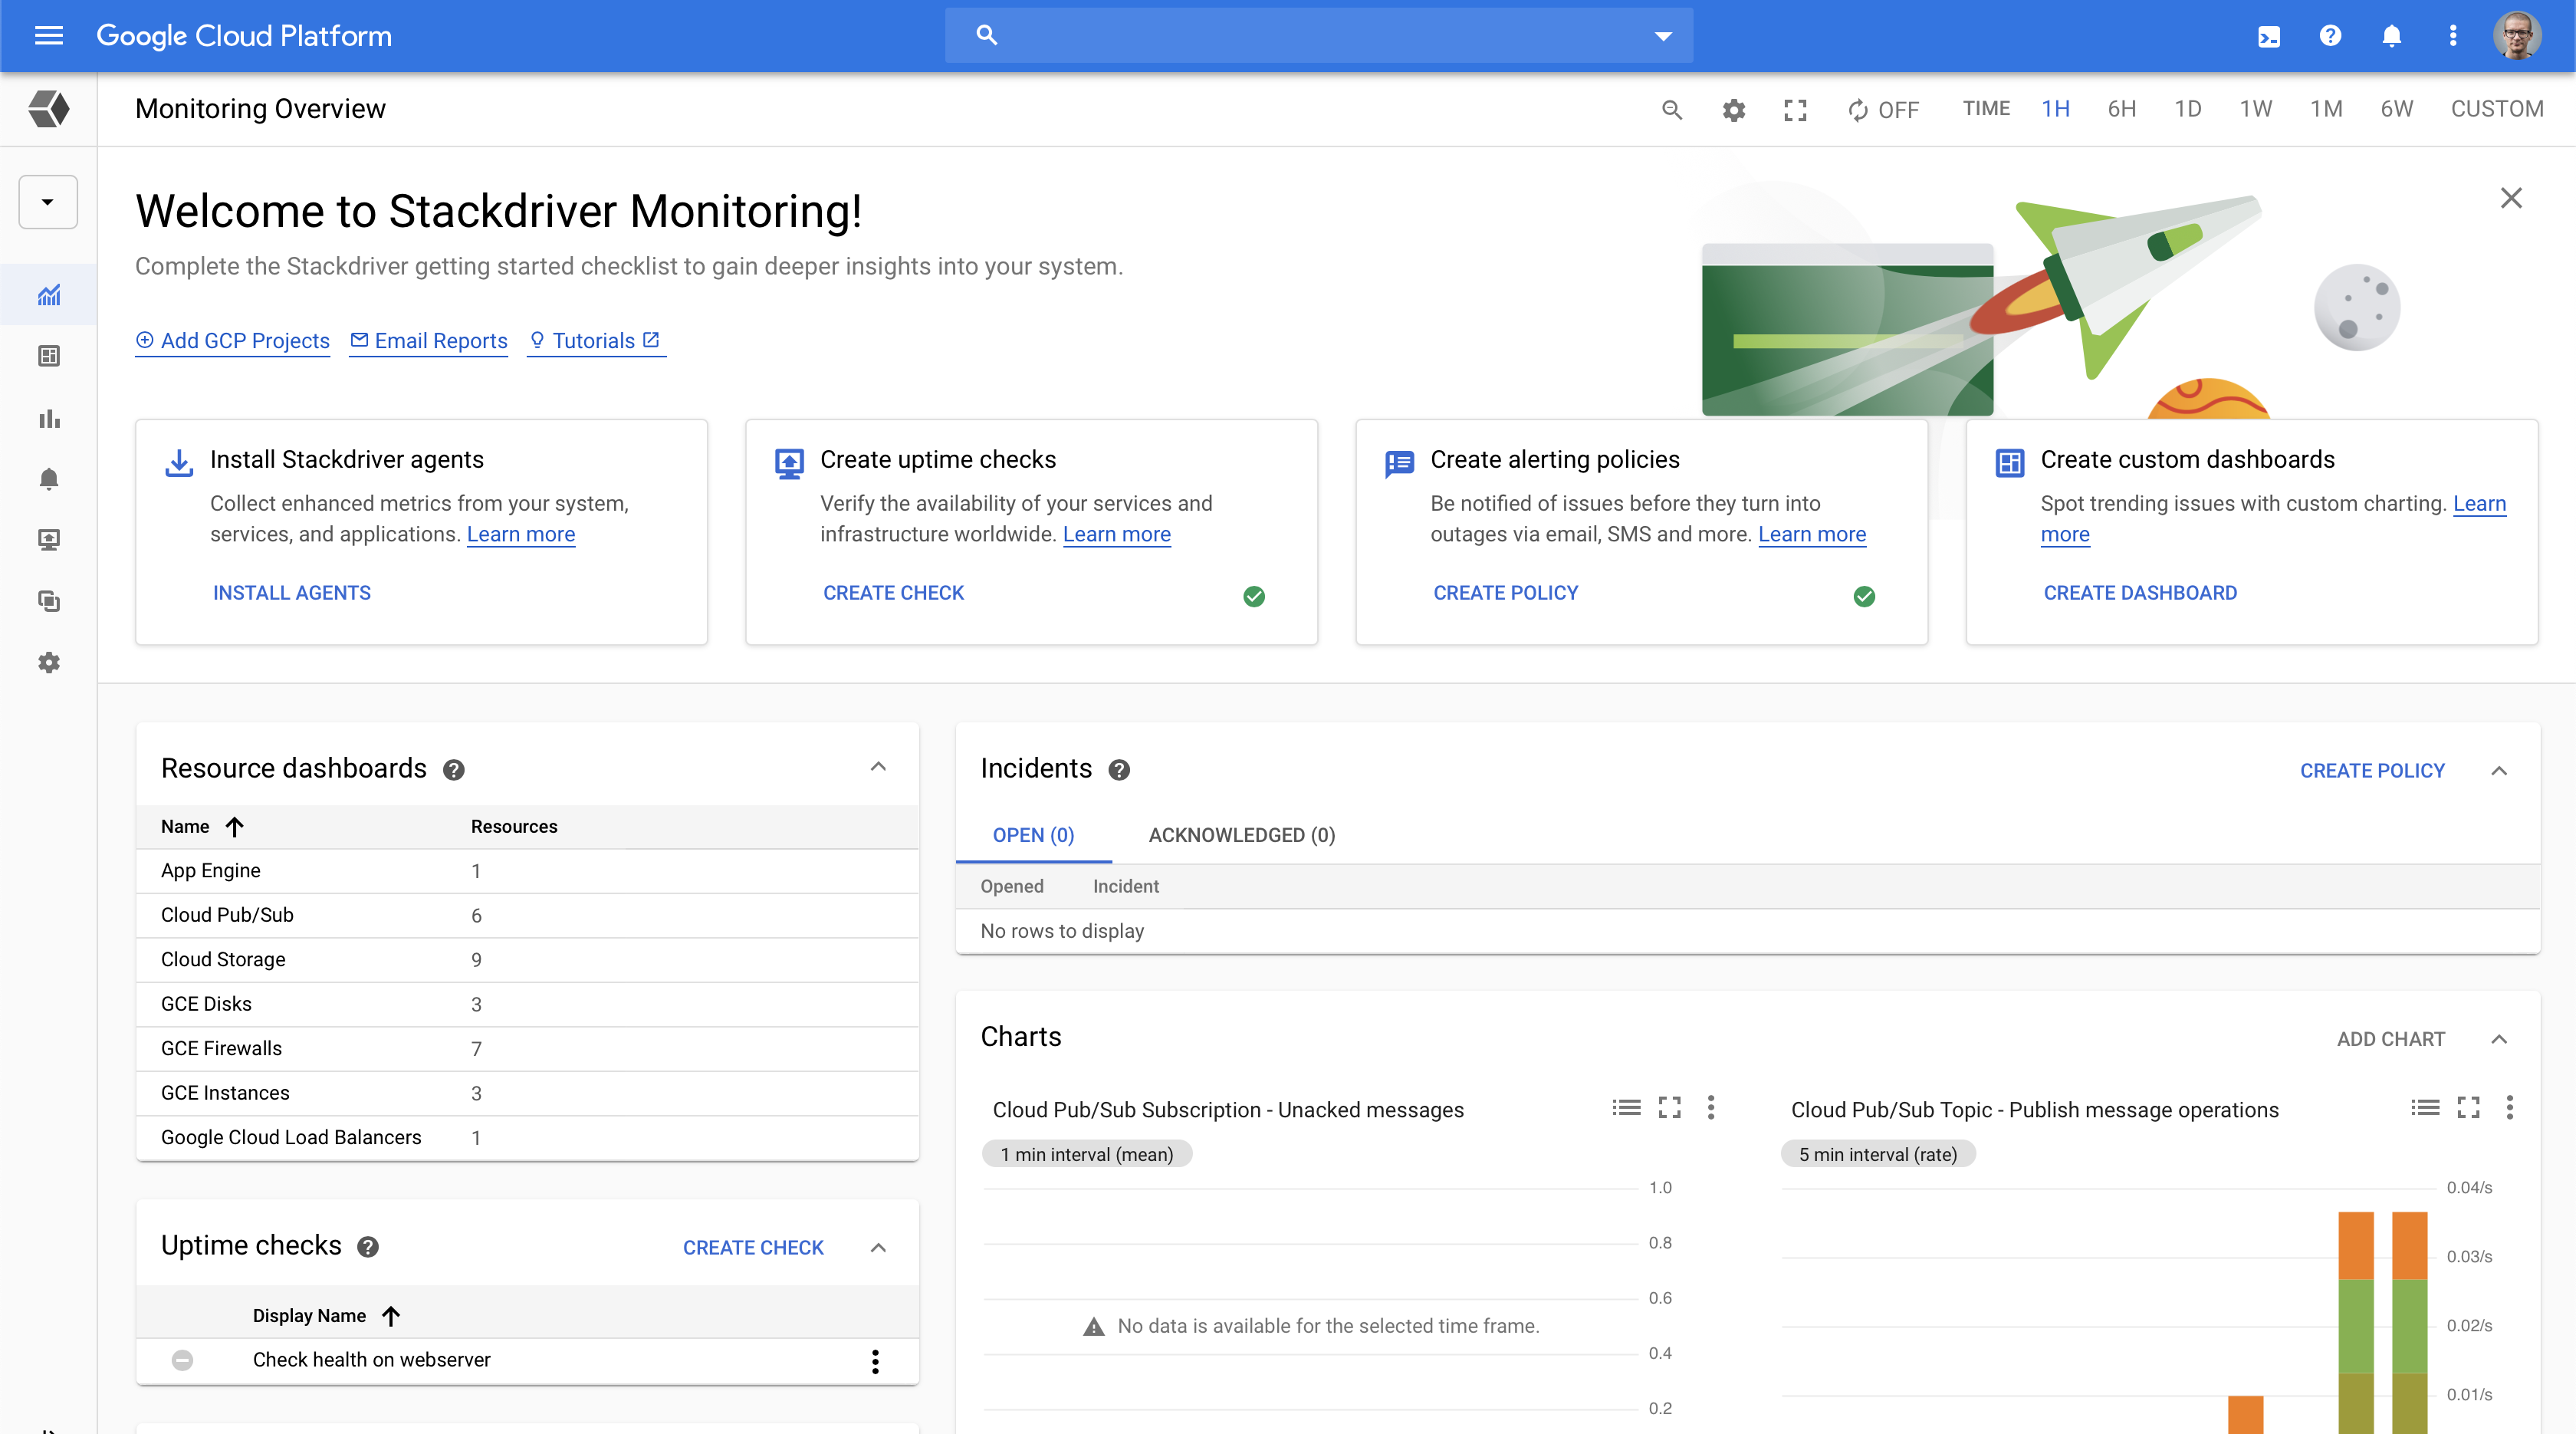 Google Cloud Platform
Monitoring Overview
OFF
TIME
1H
6H
1D
1W
1M
6W
CUSTOM
Welcome to Stackdriver Monitoring!
Complete the Stackdriver getting started checklist to gain deeper insights into your system.
Add GCP Projects
Email Reports
Tutorials
Install Stackdriver agents
Collect enhanced metrics from your system,
services, and applications. Learn more
INSTALL AGENTS
Create uptime checks
Verify the availability of your services and
infrastructure worldwide. Learn more
CREATE CHECK
Create alerting policies
Be notified of issues before they turn into
outages via email, SMS and more. Learn more
CREATE POLICY
Create custom dashboards
Spot trending issues with custom charting. Learn
more
CREATE DASHBOARD
Resource dashboards
Name Resources
App Engine 1
Cloud Pub/Sub 6
Cloud Storage 9
GCE Disks 3
GCE Firewalls 7
GCE Instances 3
Google Cloud Load Balancers 1
Uptime checks
CREATE CHECK
Display Name
Check health on webserver
Incidents
CREATE POLICY
OPEN (0)
ACKNOWLEDGED (0)
Opened Incident
No rows to display
Charts
ADD CHART
Cloud Pub/Sub Subscription - Unacked messages
1 min interval (mean)
1.0
0.8
0.6
No data is available for the selected time frame.
0.4
0.2
Cloud Pub/Sub Topic - Publish message operations
5 min interval (rate)
0.04/s
0.03/s
0.02/s
0.01/s